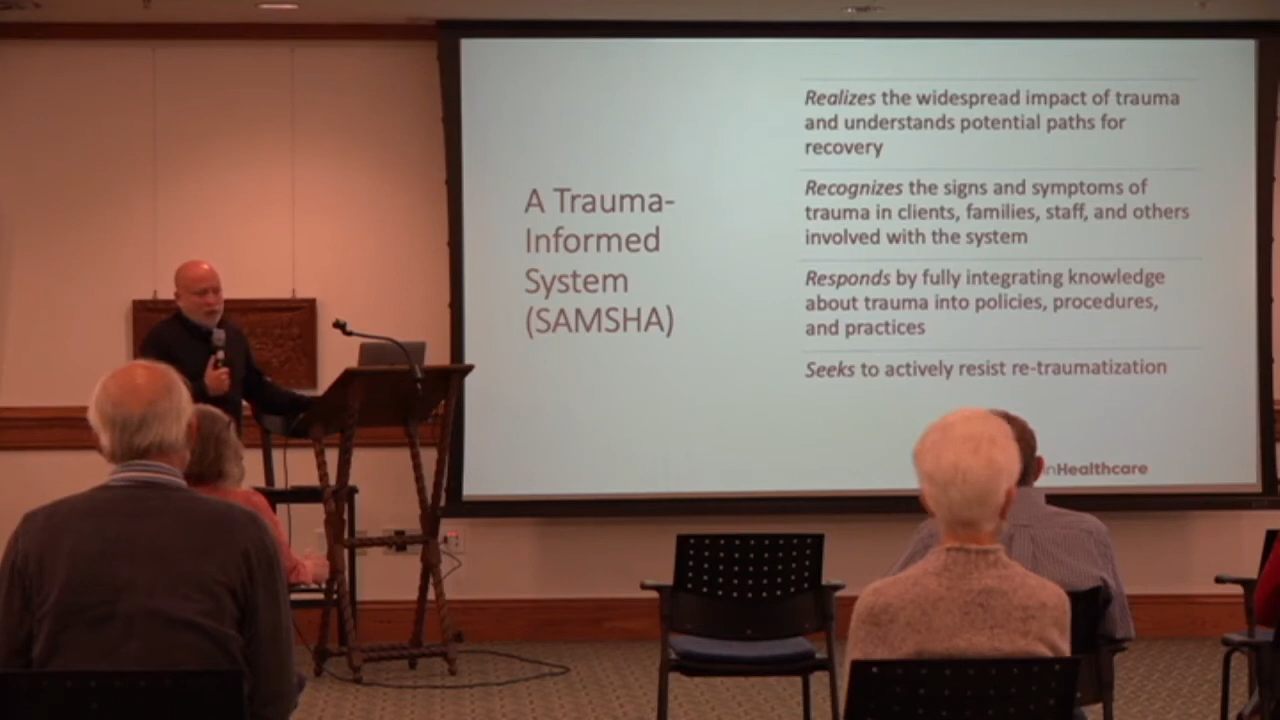 A Trauma-
Informed
System
(SAMSHA)
Realizes the widespread impact of trauma
and understands potential paths for
recovery
Recognizes the signs and symptoms of
trauma in clients, families, staff, and others
involved with the system
Responds by fully integrating knowledge
about trauma into policies, procedures,
and practices
Seeks to actively resist re-traumatization
nHealthcare